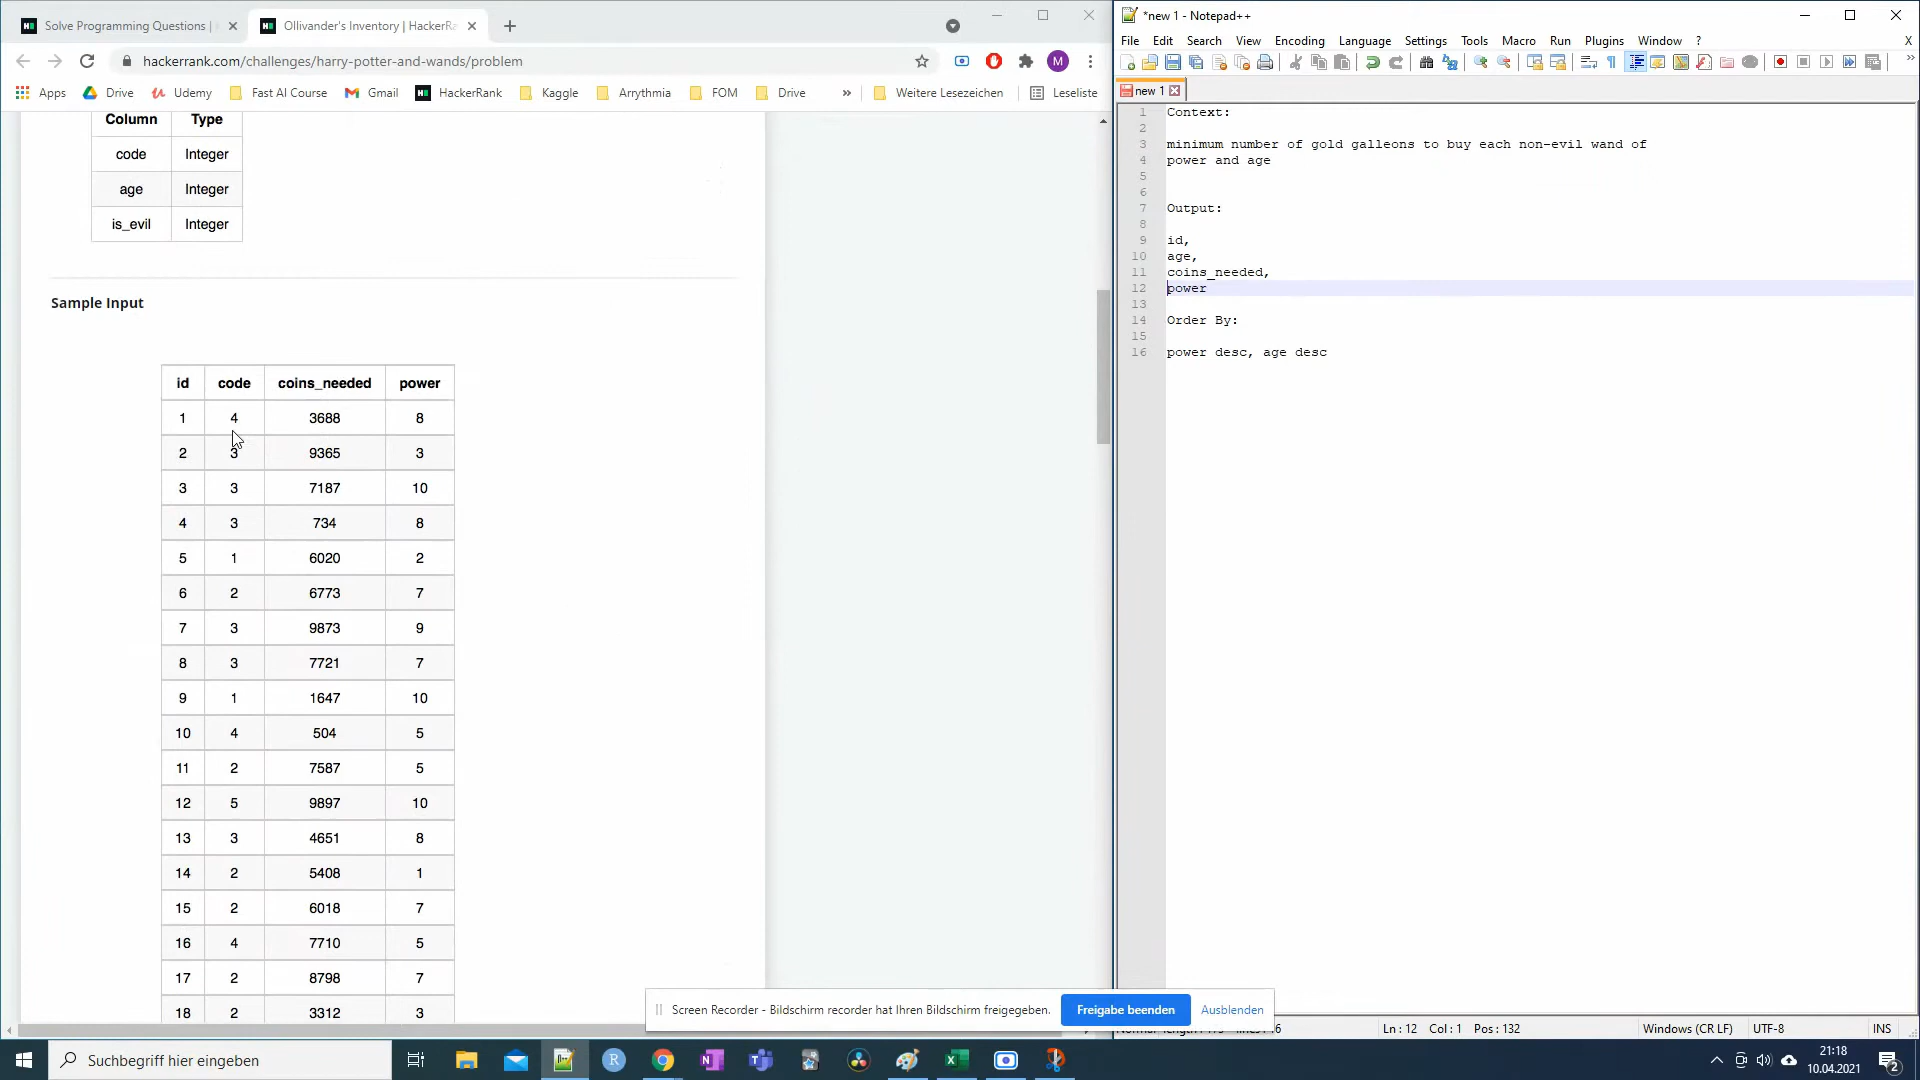 Solve Programming Questions |
Ollivander's Inventory | HackerRa
hackerrank.com/challenges/harry-potter-and-wands/problem
M
Apps
Drive
Udemy
Fast AI Course
Gmail
HackerRank
Kaggle
Arrythmia
FOM
Drive
»
Weitere Lesezeichen
Leseliste
Column Type
code Integer
age Integer
is_evil Integer
Sample Input
id code coins_needed power
1 4 3688 8
2 3 9365 3
3 3 7187 10
4 3 734 8
5 1 6020 2
6 2 6773 7
7 3 9873 9
8 3 7721 7
9 1 1647 10
10 4 504 5
11 2 7587 5
12 5 9897 10
13 3 4651 8
14 2 5408 1
15 2 6018 7
16 4 7710 5
17 2 8798 7
18 2 3312 3
*new 1 - Notepad++
File Edit Search View Encoding Language Settings Tools Macro Run Plugins Window ?
X
new 1
1 Context:
2
3 minimum number of gold galleons to buy each non-evil wand of
4 power and age
5
6
7 Output:
8
9 id,
10 age,
11 coins_needed,
12 power
13
14 Order By:
15
16 power desc, age desc
Screen Recorder - Bildschirm recorder hat Ihren Bildschirm freigegeben.
Freigabe beenden
Ausblenden
Ln : 12 Col : 1 Pos : 132
Windows (CR LF)
UTF-8
INS
Suchbegriff hier eingeben
21:18
10.04.2021
2